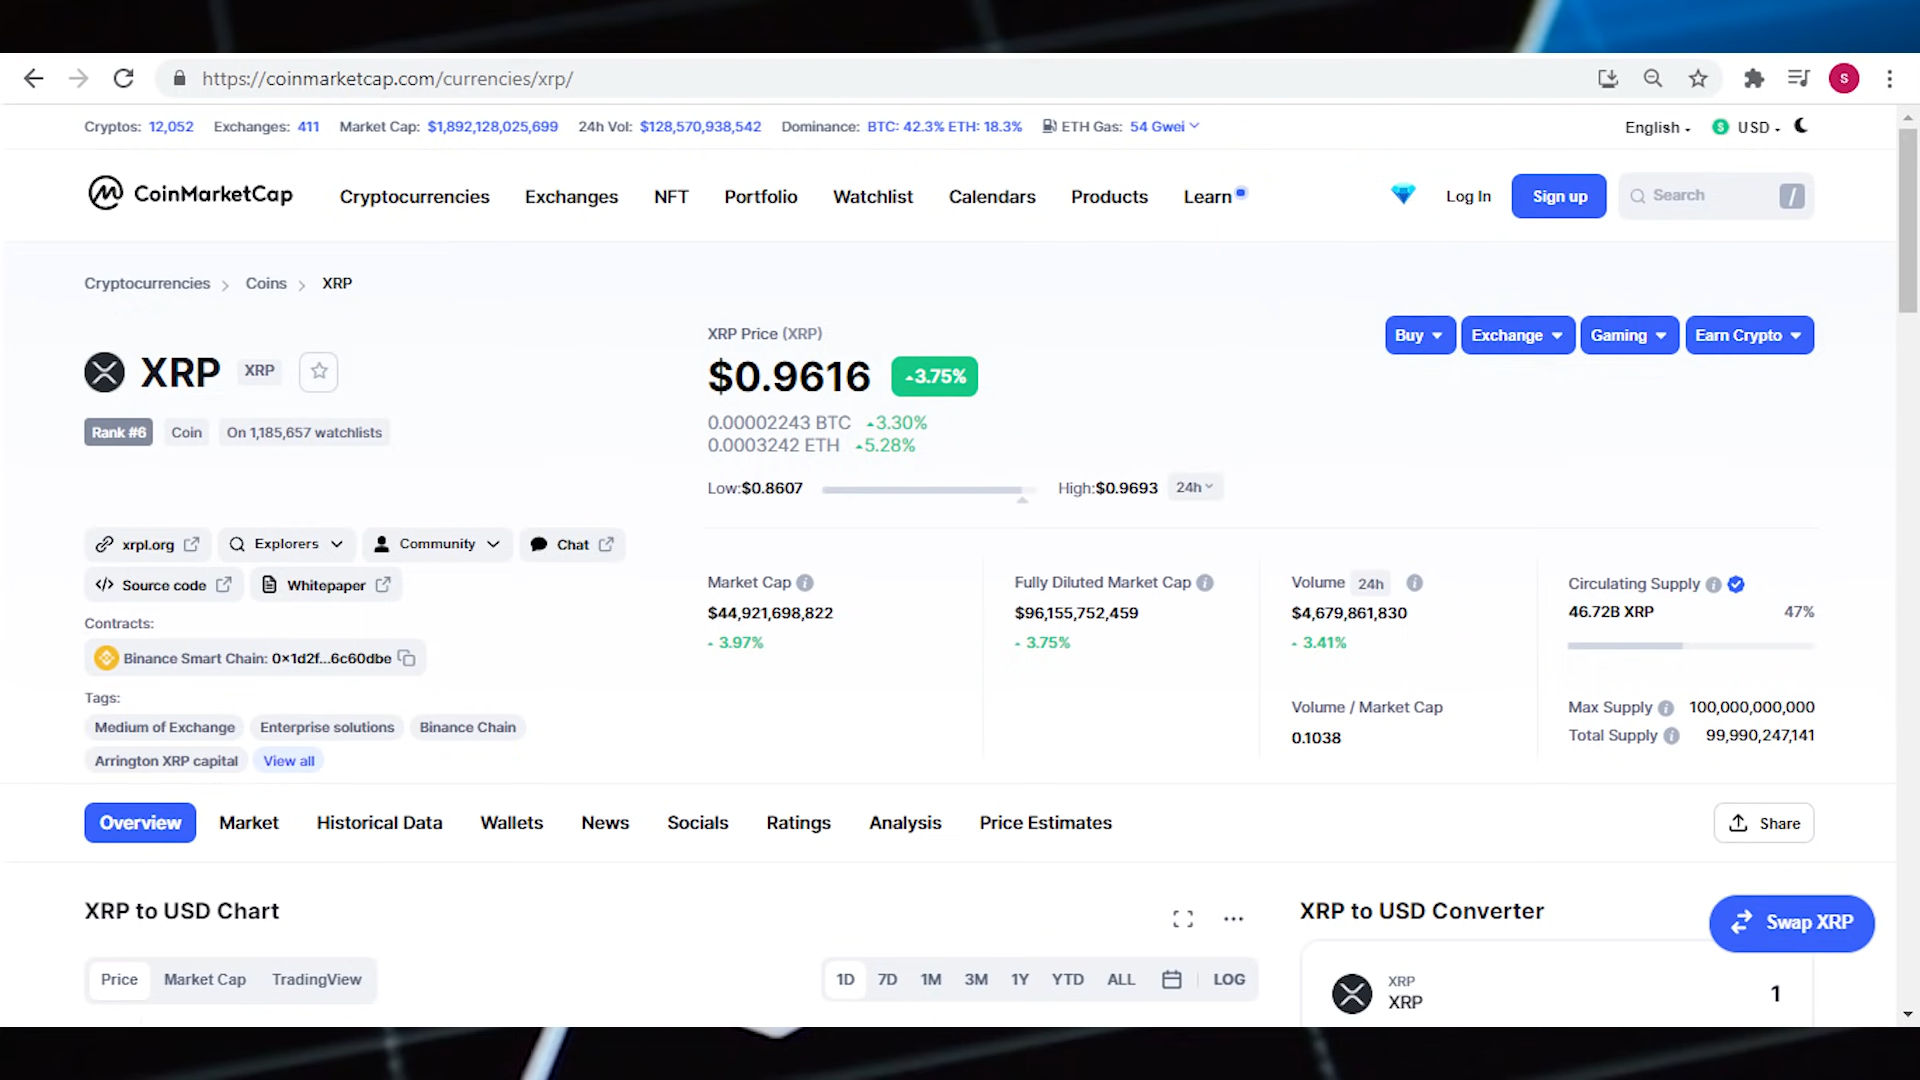 https://coinmarketcap.com/currencies/xrp/
S
Cryptos: 12,052 Exchanges: 411 Market Cap: $1,892,128,025,699 24h Vol: $128,570,938,542 Dominance: BTC: 42.3% ETH: 18.3% ETH Gas: 54 Gwei
English USD
CoinMarketCap Cryptocurrencies Exchanges NFT Portfolio Watchlist Calendars Products Learn Log In Sign up Search /
Cryptocurrencies > Coins > XRP
XRP XRP
Rank #6 Coin On 1,185,657 watchlists
xrpl.org Explorers Community Chat
Source code Whitepaper
Contracts:
Binance Smart Chain: 0x1d2f...6c60dbe
Tags:
Medium of Exchange Enterprise solutions Binance Chain
Arrington XRP capital View all
XRP Price (XRP)
$0.9616 3.75%
0.00002243 BTC 3.30%
0.0003242 ETH 5.28%
Low:$0.8607 High:$0.9693 24h
Buy Exchange Gaming Earn Crypto
Market Cap
$44,921,698,822
3.97%
Fully Diluted Market Cap
$96,155,752,459
3.75%
Volume 24h
$4,679,861,830
3.41%
Volume / Market Cap
0.1038
Circulating Supply
46.72B XRP 47%
Max Supply 100,000,000,000
Total Supply 99,990,247,141
Overview Market Historical Data Wallets News Socials Ratings Analysis Price Estimates Share
XRP to USD Chart
Price Market Cap TradingView
1D 7D 1M 3M 1Y YTD ALL LOG
XRP to USD Converter
Swap XRP
XRP
XRP 1